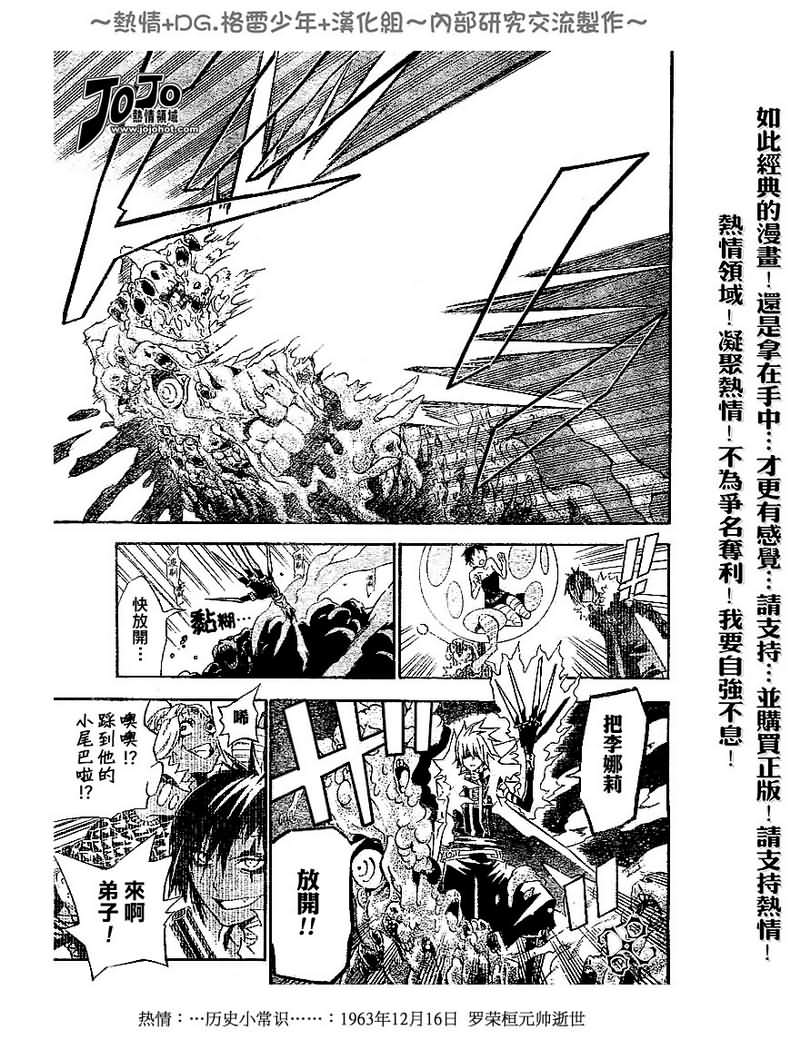 ～熱情+DG.格雷少年+漢化組～內部研究交流製作～
JOJO
熱情領域
www.jojohot.com
如此經典的漫畫！還是拿在手中…才更有感覺…請支持…並購買正版！請支持熱情！
熱情領域！凝聚熱情！不為爭名奪利！我要自強不息！
黏糊…
快放開…
把李娜莉
放開!!
唏
噢噢!?
踩到他的
小尾巴啦!?
來啊
弟子！
熱情：…历史小常识……：1963年12月16日 罗荣桓元帅逝世